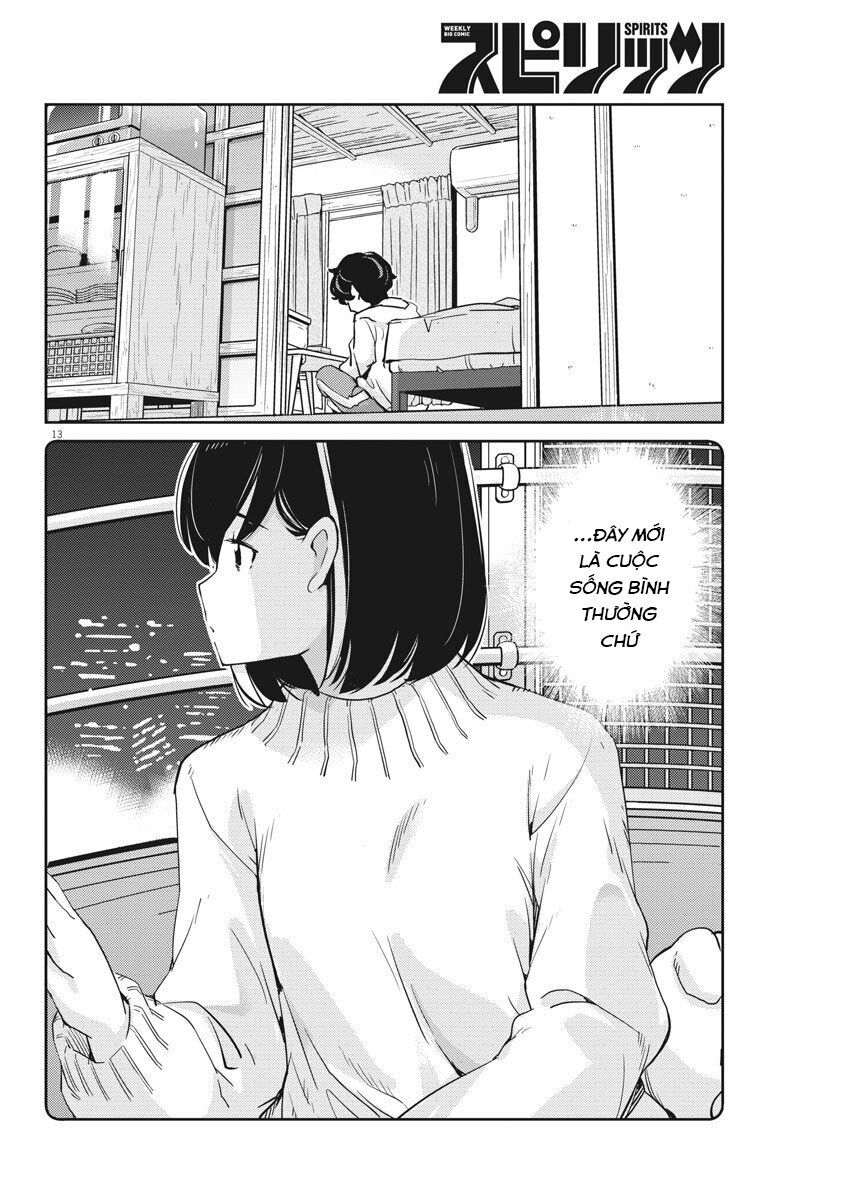 WEEKLY
BIG COMIC
SPIRITS
スピリッツ
13
...ĐÂY MỚI
LÀ CUỘC
SỐNG BÌNH
THƯỜNG
CHỨ